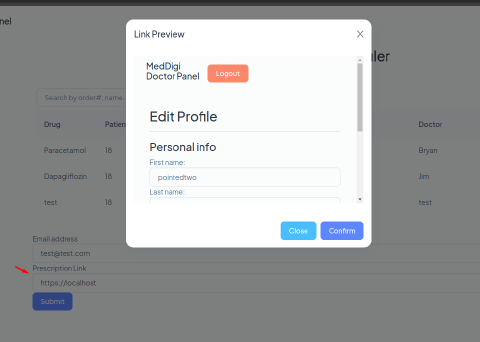 nel
Link Preview
MedDigi
Doctor Panel
Logout
Edit Profile
Personal info
First name:
pointedtwo
Last name:
Close
Confirm
Search by order#, name
Drug
Doctor
Paracetamol
18
Bryan
Dapagliflozin
18
Jim
test
18
test
Email address
test@test.com
Prescription Link
https://localhost
Submit